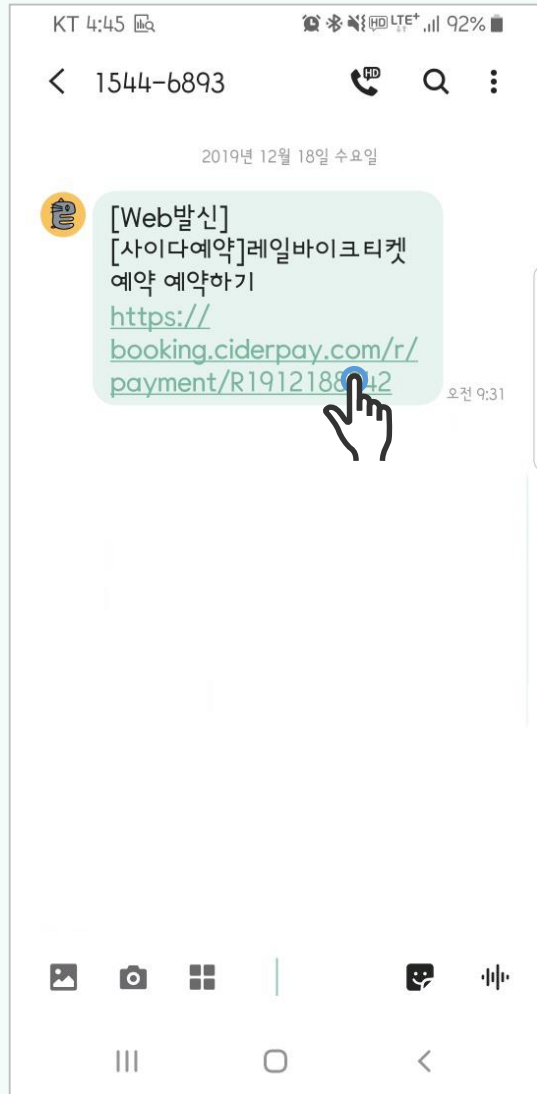 KT 4:45
LTE+ 92%
1544-6893
HD
2019년 12월 18일 수요일
[Web발신]
[사이다예약]레일바이크티켓
예약 예약하기
https://
booking.ciderpay.com/r/
오전 9:31